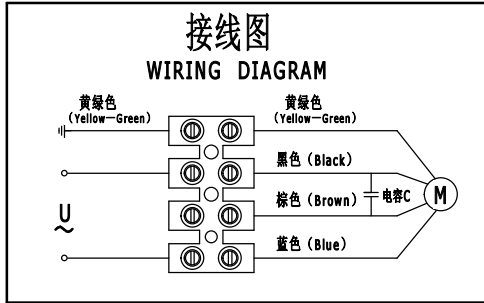 接线图
WIRING DIAGRAM
黄绿色
(Yellow—Green)
黄绿色
(Yellow—Green)
黑色 (Black)
棕色 (Brown)
电容C
M
U
~
蓝色 (Blue)